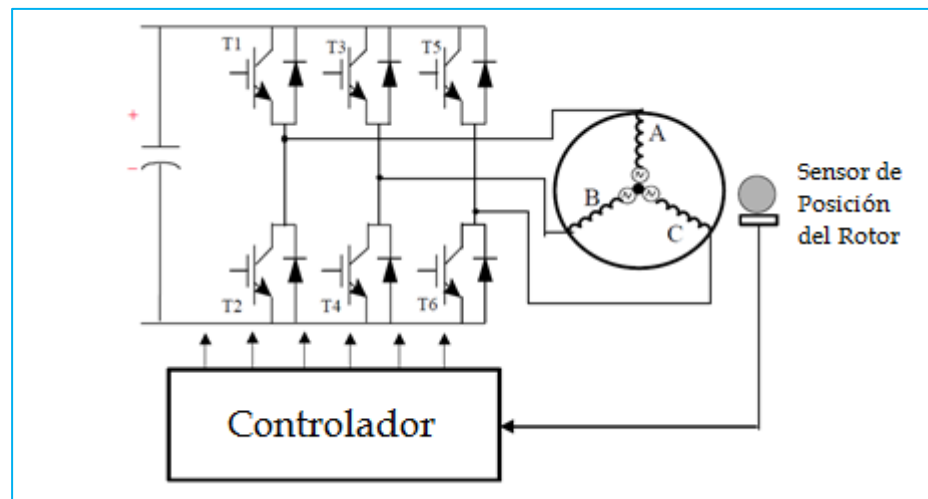 T1
T3
T5
+
−
A
B
C
Sensor de
Posición
del Rotor
T2
T4
T6
Controlador